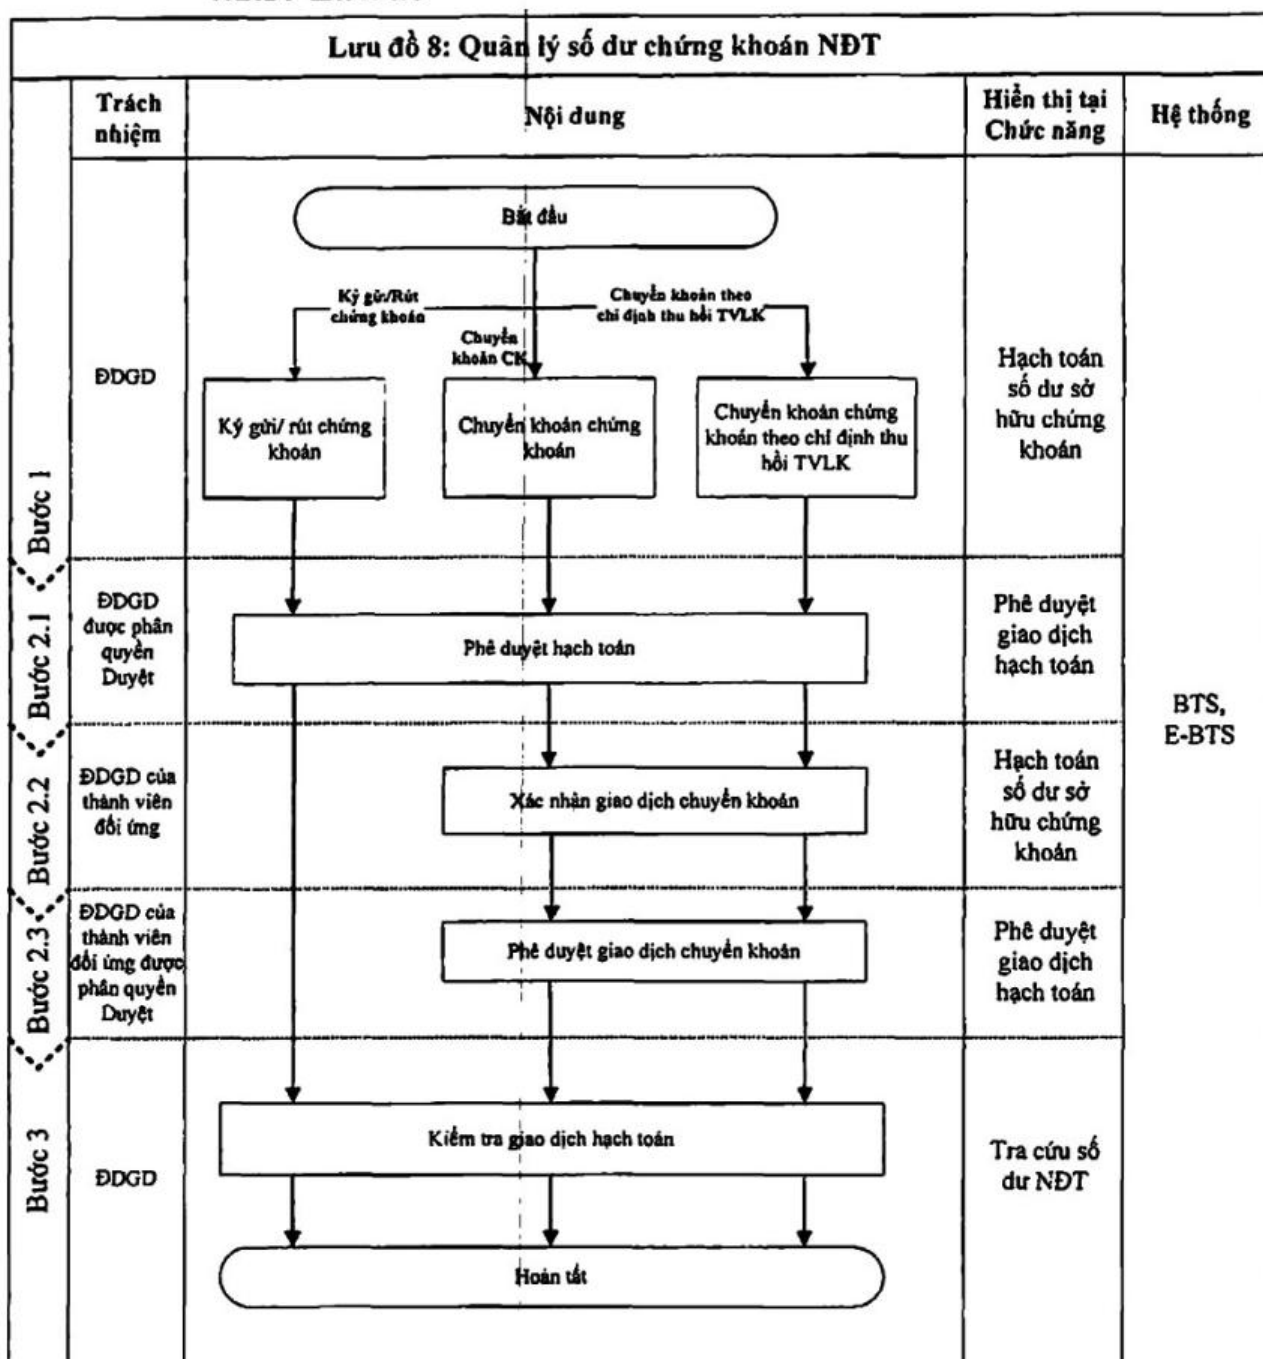 Lưu đồ 8: Quản lý số dư chứng khoán NĐT
Trách
nhiệm
Nội dung
Hiển thị tại
Chức năng
Hệ thống
Bước 1
ĐDGD
Bắt đầu
Ký gửi/Rút
chứng khoán
Chuyển
khoản CK
Chuyển khoản theo
chỉ định thu hồi TVLK
Ký gửi/ rút chứng
khoán
Chuyển khoản chứng
khoán
Chuyển khoản chứng
khoán theo chỉ định thu
hồi TVLK
Hạch toán
số dư sở
hữu chứng
khoán
Bước 2.1
ĐDGD
được phân
quyền
Duyệt
Phê duyệt hạch toán
Phê duyệt
giao dịch
hạch toán
BTS,
E-BTS
Bước 2.2
ĐDGD của
thành viên
đối ứng
Xác nhận giao dịch chuyển khoản
Hạch toán
số dư sở
hữu chứng
khoán
Bước 2.3
ĐDGD của
thành viên
đối ứng được
phân quyền
Duyệt
Phê duyệt giao dịch chuyển khoản
Phê duyệt
giao dịch
hạch toán
Bước 3
ĐDGD
Kiểm tra giao dịch hạch toán
Tra cứu số
dư NĐT
Hoàn tất